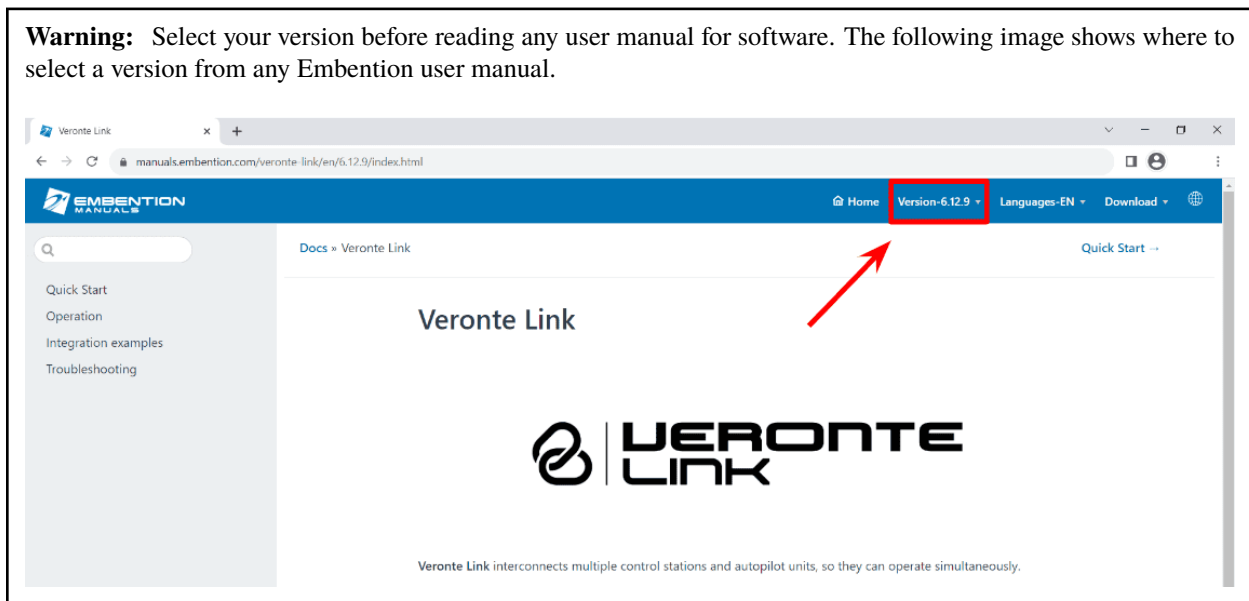 Warning: Select your version before reading any user manual for software. The following image shows where to
select a version from any Embention user manual.
Veronte Link
manuals.embention.com/veronte-link/en/6.12.9/index.html
EMBENTION
MANUALS
Home Version-6.12.9 Languages-EN Download
Docs » Veronte Link
Quick Start →
Quick Start
Operation
Integration examples
Troubleshooting
Veronte Link
VERONTE
LINK
Veronte Link interconnects multiple control stations and autopilot units, so they can operate simultaneously.